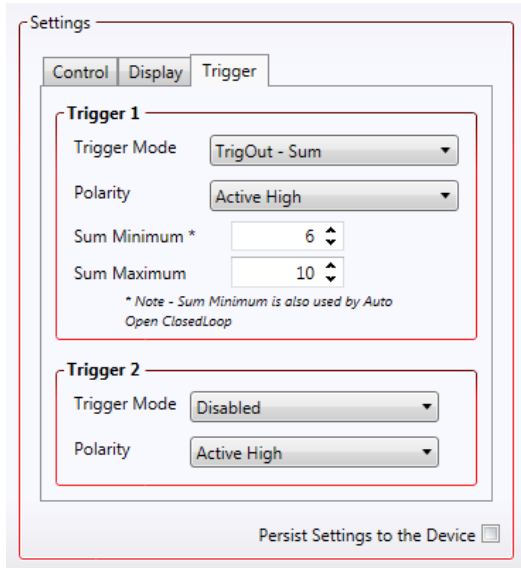 Settings
Control Display Trigger
Trigger 1
Trigger Mode TrigOut - Sum
Polarity Active High
Sum Minimum * 6
Sum Maximum 10
* Note - Sum Minimum is also used by Auto
Open ClosedLoop
Trigger 2
Trigger Mode Disabled
Polarity Active High
Persist Settings to the Device